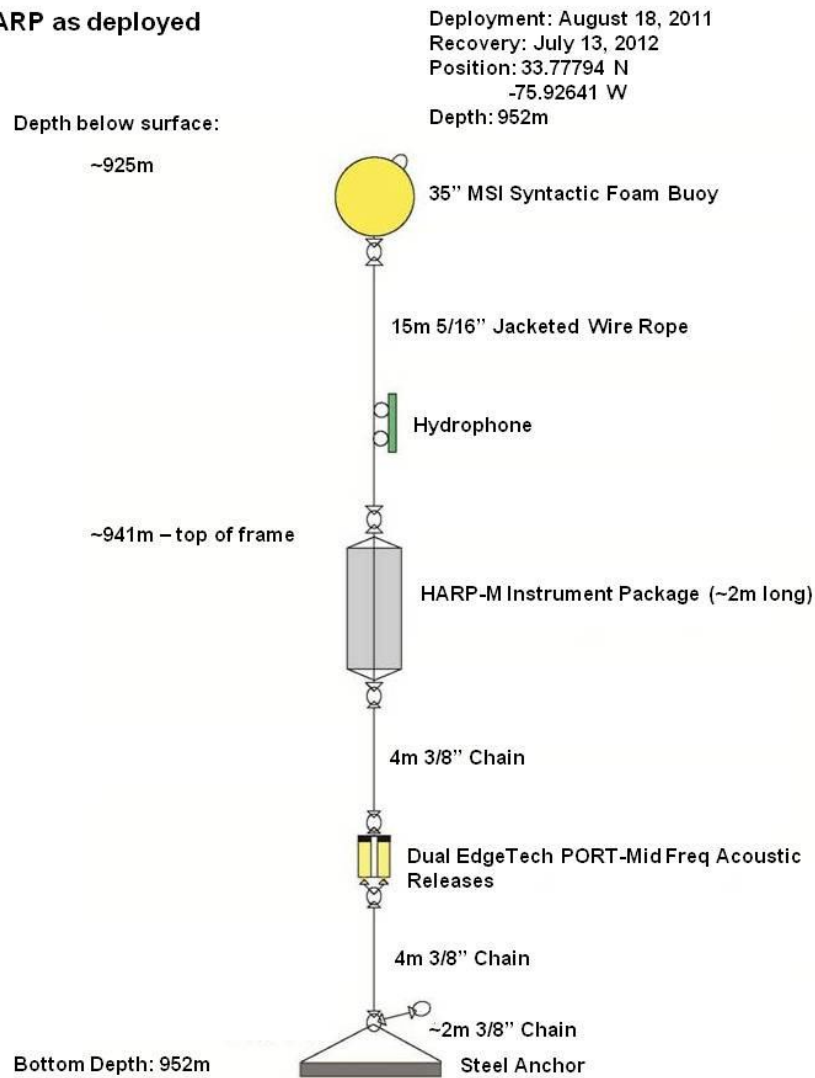 ARP as deployed
Deployment: August 18, 2011
Recovery: July 13, 2012
Position: 33.77794 N
-75.92641 W
Depth: 952m
Depth below surface:
~925m
35” MSI Syntactic Foam Buoy
15m 5/16” Jacketed Wire Rope
Hydrophone
~941m – top of frame
HARP-M Instrument Package (~2m long)
4m 3/8” Chain
Dual EdgeTech PORT-Mid Freq Acoustic
Releases
4m 3/8” Chain
~2m 3/8” Chain
Bottom Depth: 952m
Steel Anchor